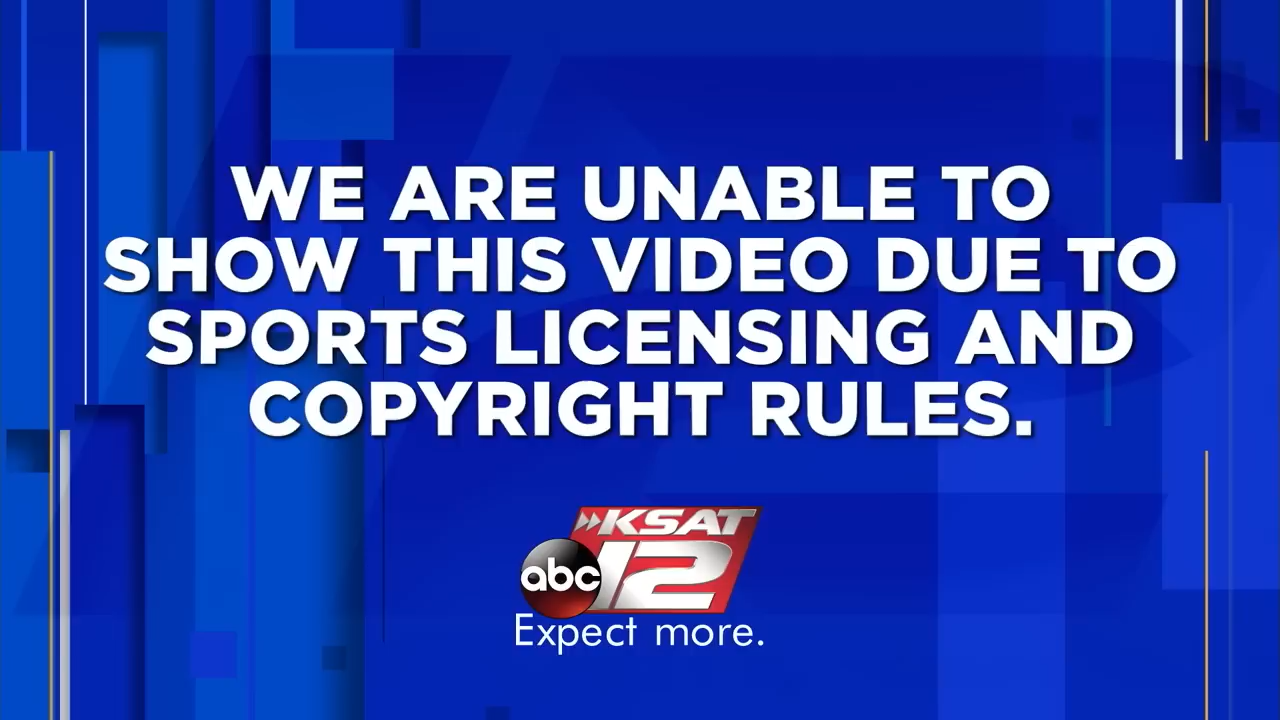 WE ARE UNABLE TO
SHOW THIS VIDEO DUE TO
SPORTS LICENSING AND
COPYRIGHT RULES.
KSAT
abc 12
Expect more.